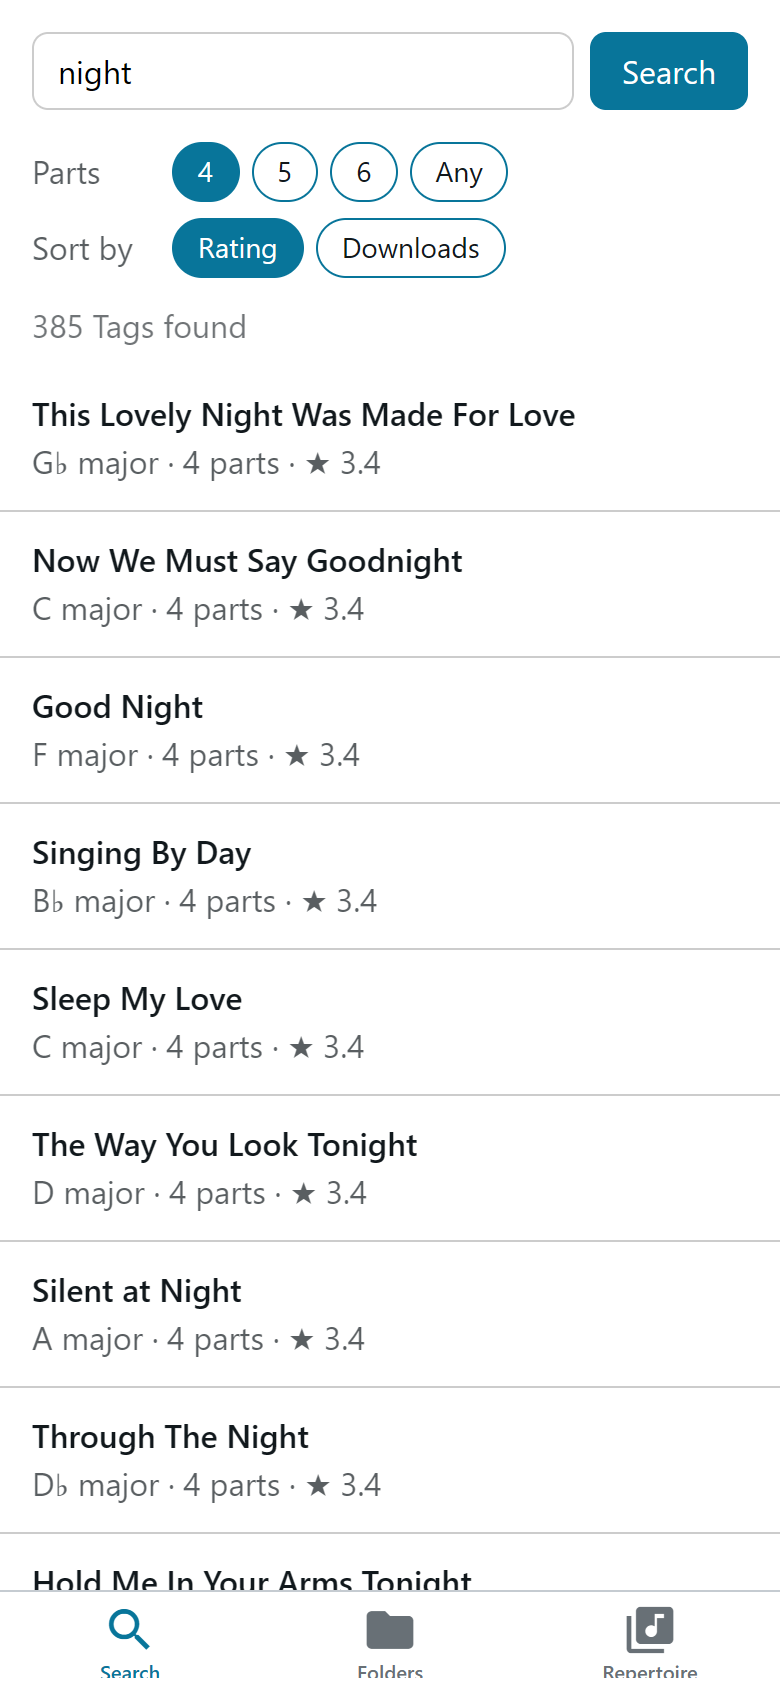 night
Search
Parts 4 5 6 Any
Sort by Rating Downloads
385 Tags found
This Lovely Night Was Made For Love
G♭ major · 4 parts · ★ 3.4
Now We Must Say Goodnight
C major · 4 parts · ★ 3.4
Good Night
F major · 4 parts · ★ 3.4
Singing By Day
B♭ major · 4 parts · ★ 3.4
Sleep My Love
C major · 4 parts · ★ 3.4
The Way You Look Tonight
D major · 4 parts · ★ 3.4
Silent at Night
A major · 4 parts · ★ 3.4
Through The Night
D♭ major · 4 parts · ★ 3.4
Hold Me In Your Arms Tonight
Search Folders Repertoire